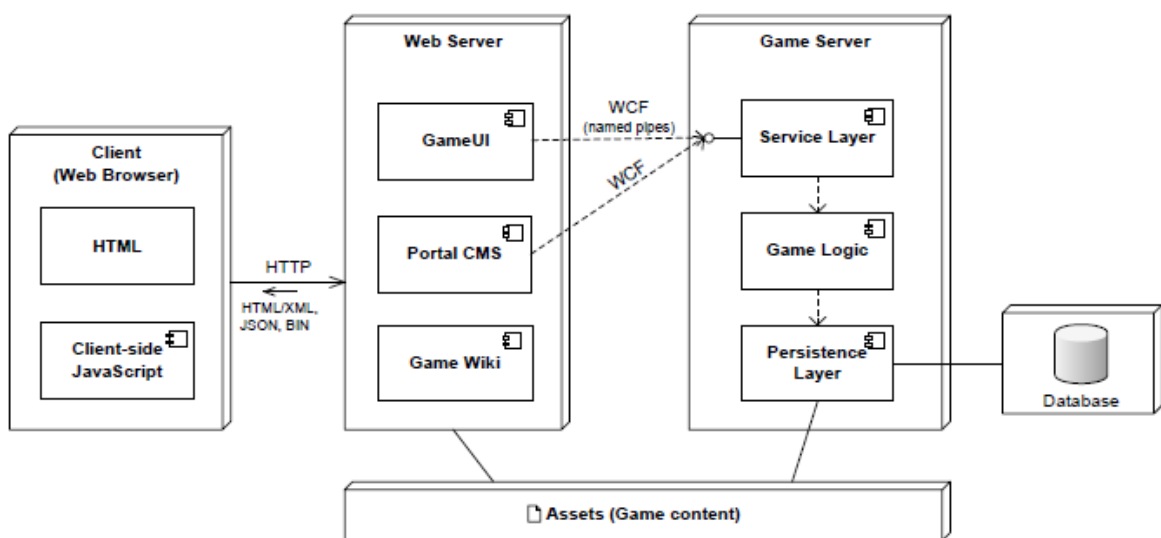 Client
(Web Browser)
HTML
Client-side
JavaScript
HTTP
HTML/XML,
JSON, BIN
Web Server
GameUI
Portal CMS
Game Wiki
WCF
(named pipes)
WCF
Game Server
Service Layer
Game Logic
Persistence
Layer
Database
Assets (Game content)